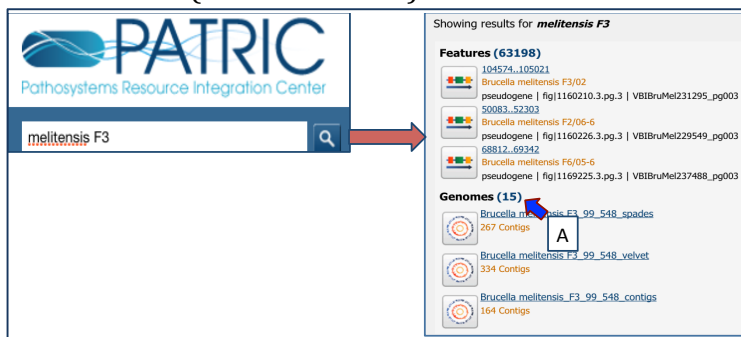 PATRIC
Pathosystems Resource Integration Center
melitensis F3
Showing results for melitensis F3
Features (63198)
104574..105021
Brucella melitensis F3/02
pseudogene | fig|1160210.3.pg.3 | VBIBruMel231295_pg003
50083..52303
Brucella melitensis F2/06-6
pseudogene | fig|1160226.3.pg.3 | VBIBruMel229549_pg003
68812..69342
Brucella melitensis F6/05-6
pseudogene | fig|1169225.3.pg.3 | VBIBruMel237488_pg003
Genomes (15)
Brucella melitensis F3_99_548_spades
267 Contigs
A
Brucella melitensis F3_99_548_velvet
334 Contigs
Brucella melitensis_F3_99_548_contigs
164 Contigs